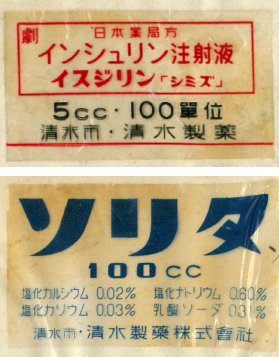 劇
日本薬局方
インシュリン注射液
イスジリン「シミズ」
5cc・100單位
清水市・清水製薬
ソリタ
100CC
塩化カルシウム 0.02% 塩化ナトリウム 0.60%
塩化カリウム 0.03% 乳酸ソーダ 0.31%
清水市・清水製薬株式會社